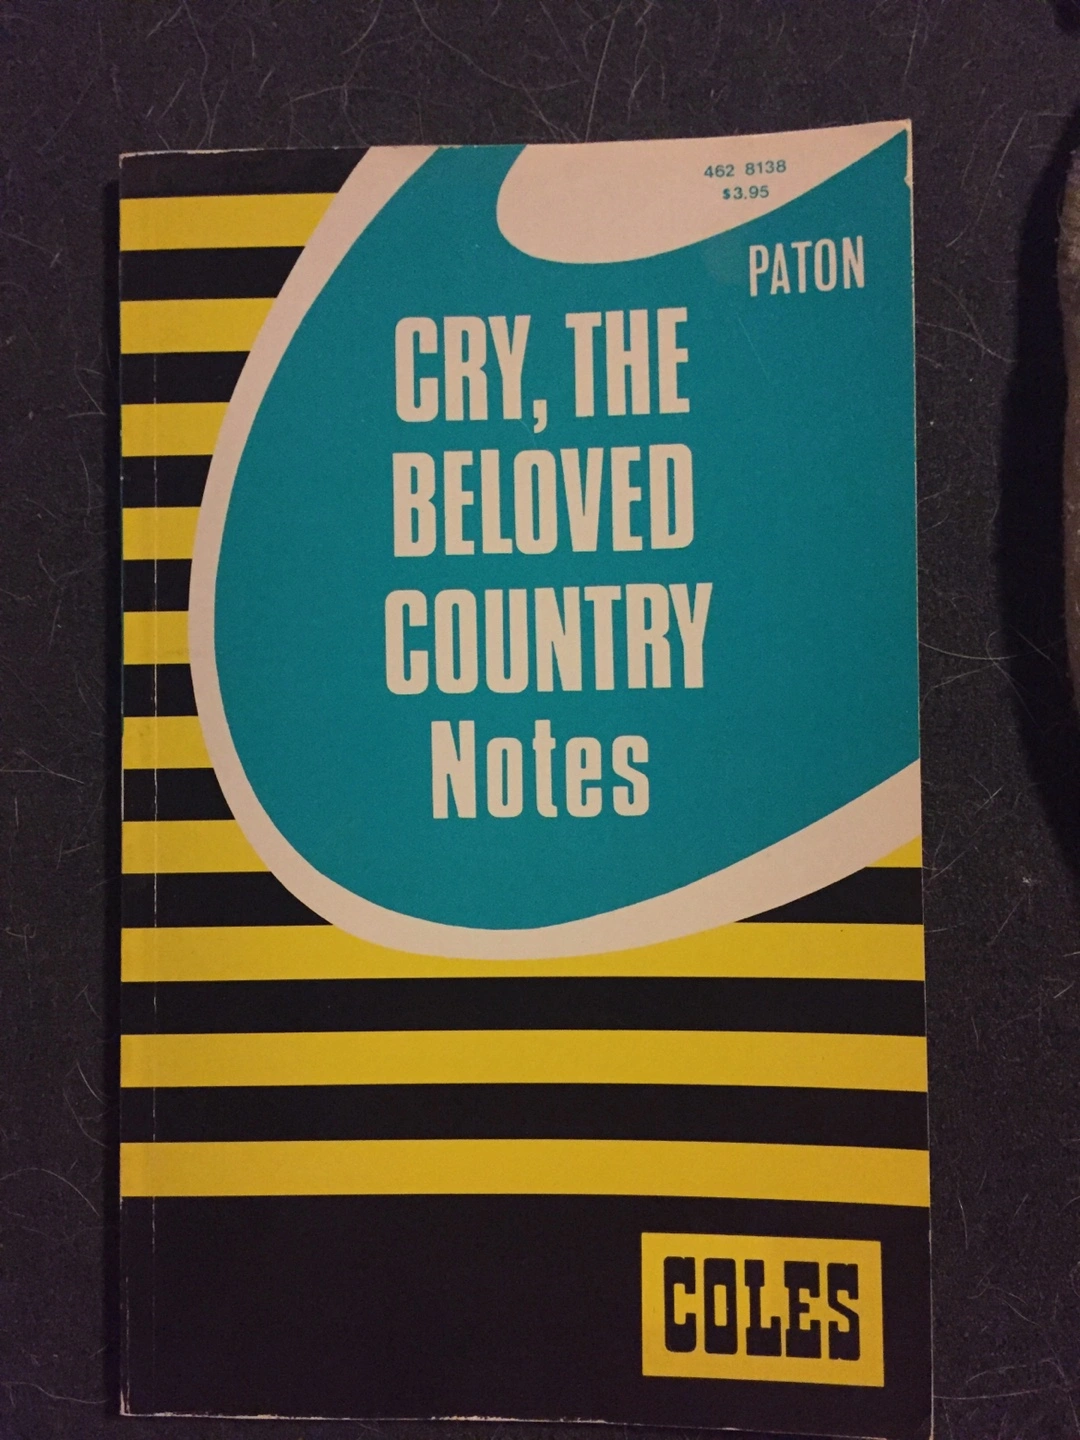 462 8138
$3.95
PATON
CRY, THE
BELOVED
COUNTRY
Notes
COLES